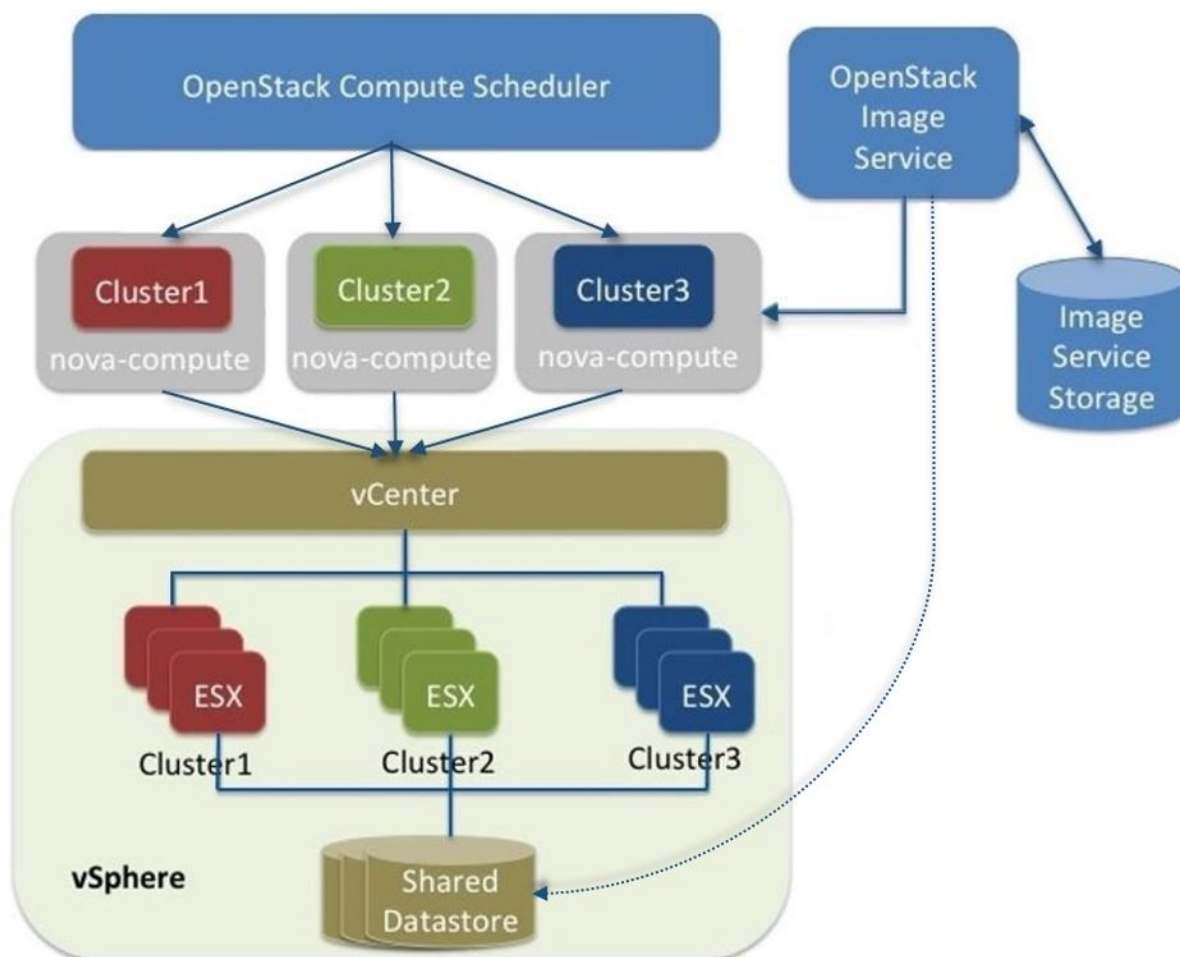 OpenStack Compute Scheduler
OpenStack
Image
Service
Cluster1
nova-compute
Cluster2
nova-compute
Cluster3
nova-compute
Image
Service
Storage
vCenter
ESX
Cluster1
ESX
Cluster2
ESX
Cluster3
vSphere
Shared
Datastore